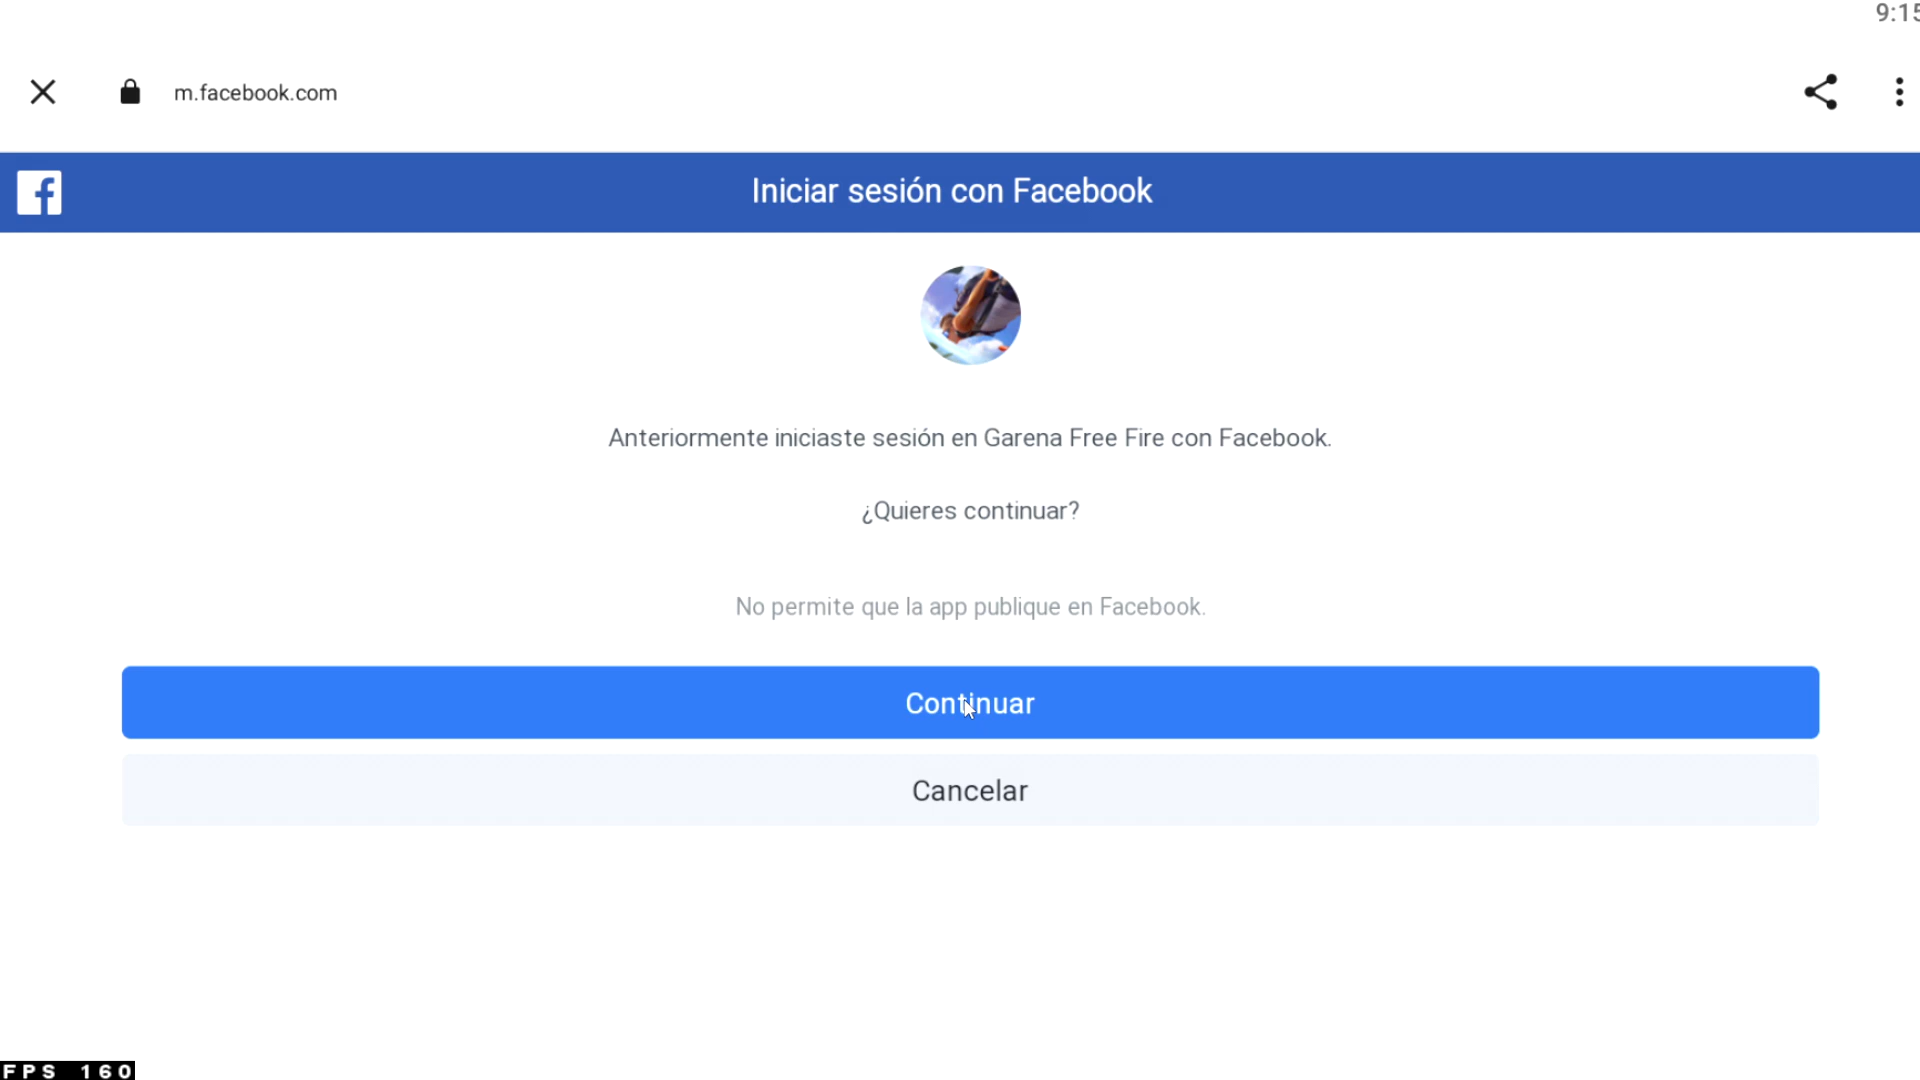 9:15
m.facebook.com
Iniciar sesión con Facebook
Anteriormente iniciaste sesión en Garena Free Fire con Facebook.
¿Quieres continuar?
No permite que la app publique en Facebook.
Continuar
Cancelar
FPS 160